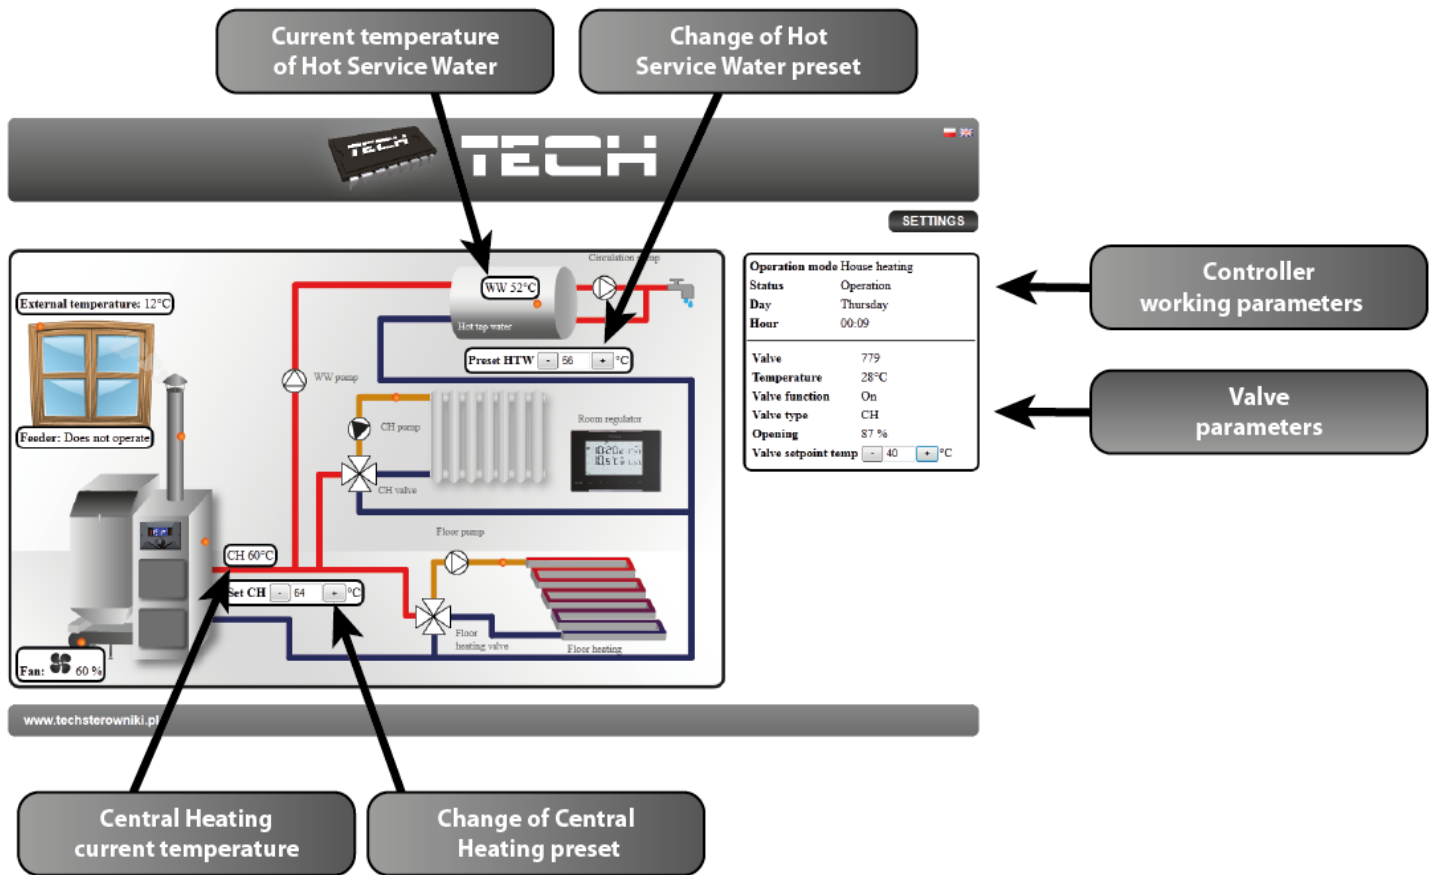 Current temperature
of Hot Service Water
Change of Hot
Service Water preset
TECH
TECH
SETTINGS
Circulation pump
WW 52°C
Hot tap water
Preset HTW - 56 + °C
External temperature: 12°C
WW pump
Feeder: Does not operate
CH pump
CH valve
Room regulator
Floor pump
CH 60°C
Set CH - 64 + °C
Floor
heating valve
Floor heating
Fan: 60 %
Operation mode House heating
Status Operation
Day Thursday
Hour 00:09
Valve 779
Temperature 28°C
Valve function On
Valve type CH
Opening 87 %
Valve setpoint temp - 40 + °C
Controller
working parameters
Valve
parameters
www.techsterowniki.pl
Central Heating
current temperature
Change of Central
Heating preset